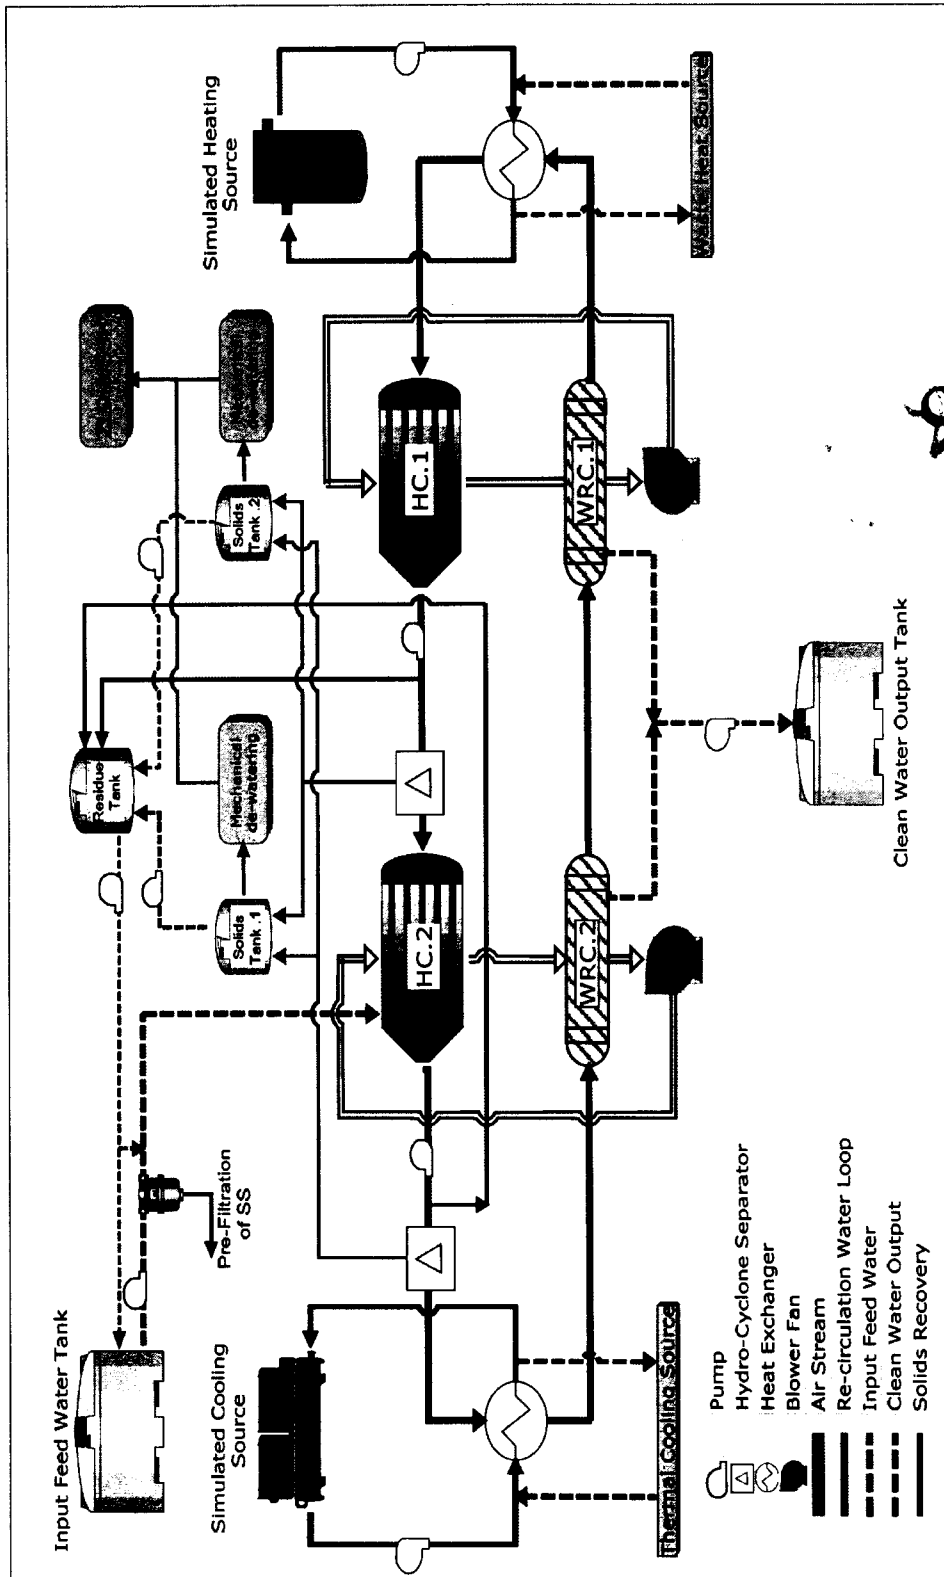 Input Feed Water Tank
Pre-Filtration
of SS
Simulated Cooling
Source
Thermal Cooling Source
Residue
Tank
Solids
Tank .1
Mechanical
de-watering
Solids
Tank .2
Simulated Heating
Source
Waste Heat Source
HC.1
HC.2
WRC.1
WRC.2
Clean Water Output Tank
Pump
Hydro-Cyclone Separator
Heat Exchanger
Blower Fan
Air Stream
Re-circulation Water Loop
Input Feed Water
Clean Water Output
Solids Recovery